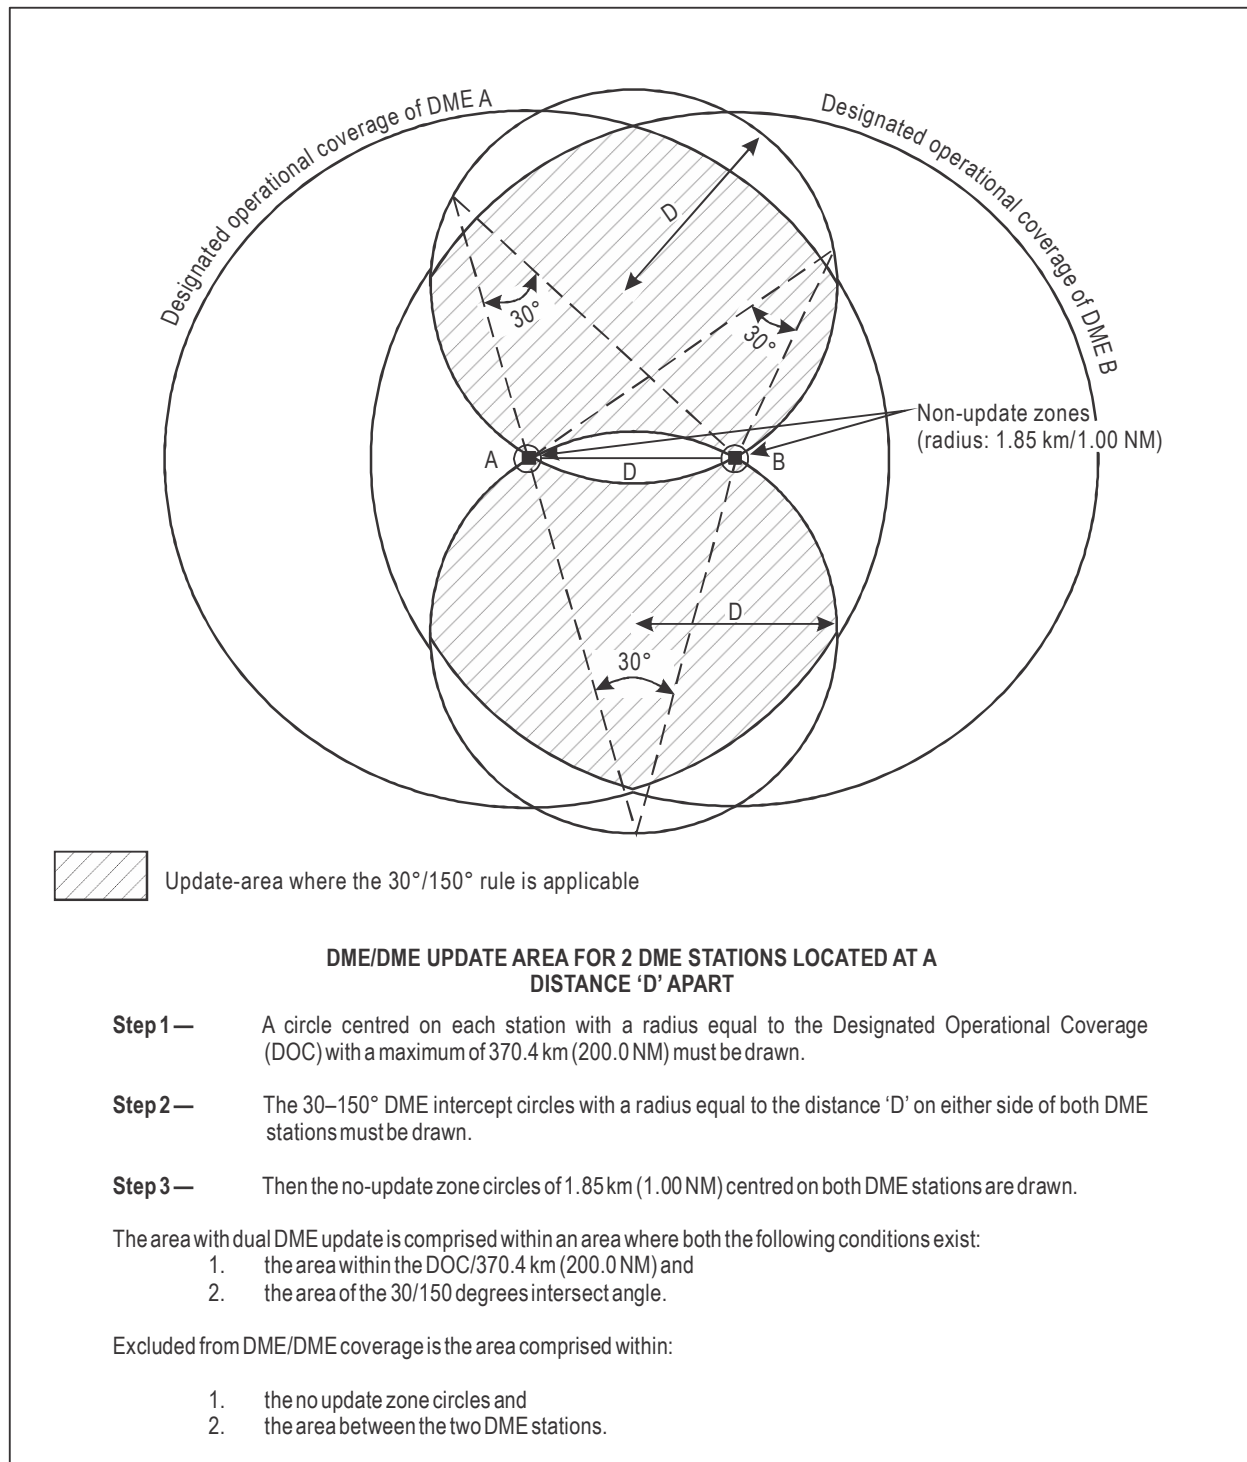 Designated operational coverage of DME A
Designated operational coverage of DME B
D
30°
30°
Non-update zones
(radius: 1.85 km/1.00 NM)
A
D
B
D
30°
Update-area where the 30°/150° rule is applicable
DME/DME UPDATE AREA FOR 2 DME STATIONS LOCATED AT A
DISTANCE ‘D’ APART
Step 1 — A circle centred on each station with a radius equal to the Designated Operational Coverage
(DOC) with a maximum of 370.4 km (200.0 NM) must be drawn.
Step 2 — The 30–150° DME intercept circles with a radius equal to the distance ‘D’ on either side of both DME
stations must be drawn.
Step 3 — Then the no-update zone circles of 1.85 km (1.00 NM) centred on both DME stations are drawn.
The area with dual DME update is comprised within an area where both the following conditions exist:
1. the area within the DOC/370.4 km (200.0 NM) and
2. the area of the 30/150 degrees intersect angle.
Excluded from DME/DME coverage is the area comprised within:
1. the no update zone circles and
2. the area between the two DME stations.